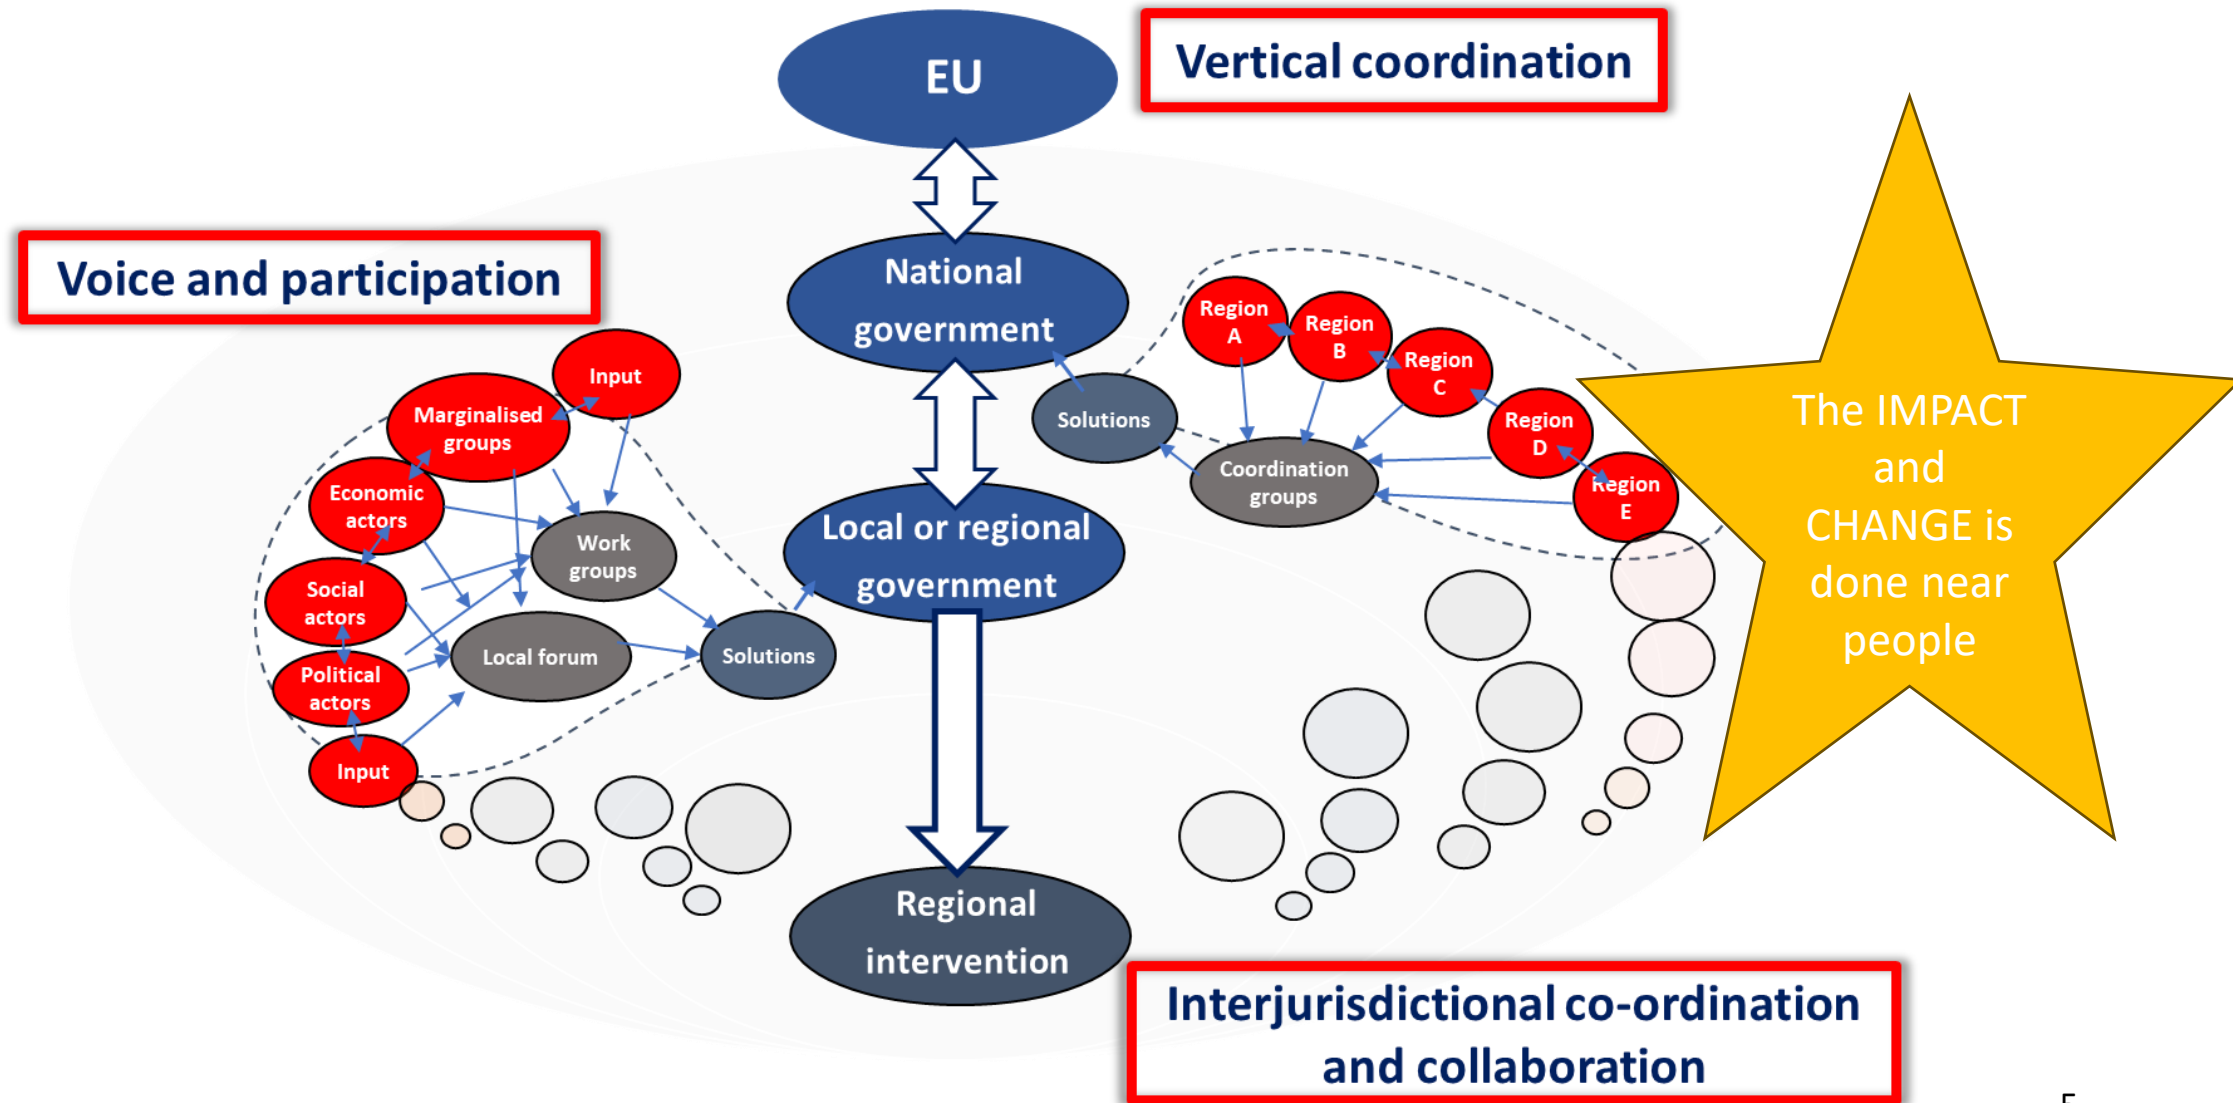 EU
Vertical coordination
Voice and participation
National
government
Region
A
Region
B
Region
C
Region
D
Region
E
Solutions
Coordination
groups
Input
Marginalised
groups
Economic
actors
Social
actors
Political
actors
Input
Work
groups
Local forum
Solutions
Local or regional
government
The IMPACT
and
CHANGE is
done near
people
Regional
intervention
Interjurisdictional co-ordination
and collaboration